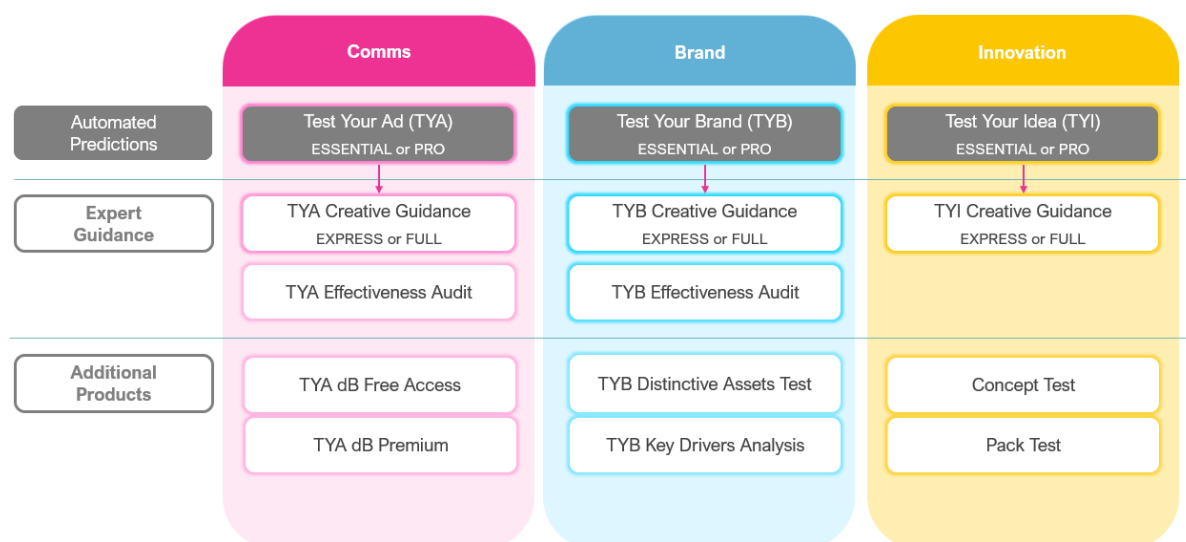 Comms
Brand
Innovation
Automated
Predictions
Test Your Ad (TYA)
ESSENTIAL or PRO
Test Your Brand (TYB)
ESSENTIAL or PRO
Test Your Idea (TYI)
ESSENTIAL or PRO
Expert
Guidance
TYA Creative Guidance
EXPRESS or FULL
TYB Creative Guidance
EXPRESS or FULL
TYI Creative Guidance
EXPRESS or FULL
TYA Effectiveness Audit
TYB Effectiveness Audit
Additional
Products
TYA dB Free Access
TYB Distinctive Assets Test
Concept Test
TYA dB Premium
TYB Key Drivers Analysis
Pack Test